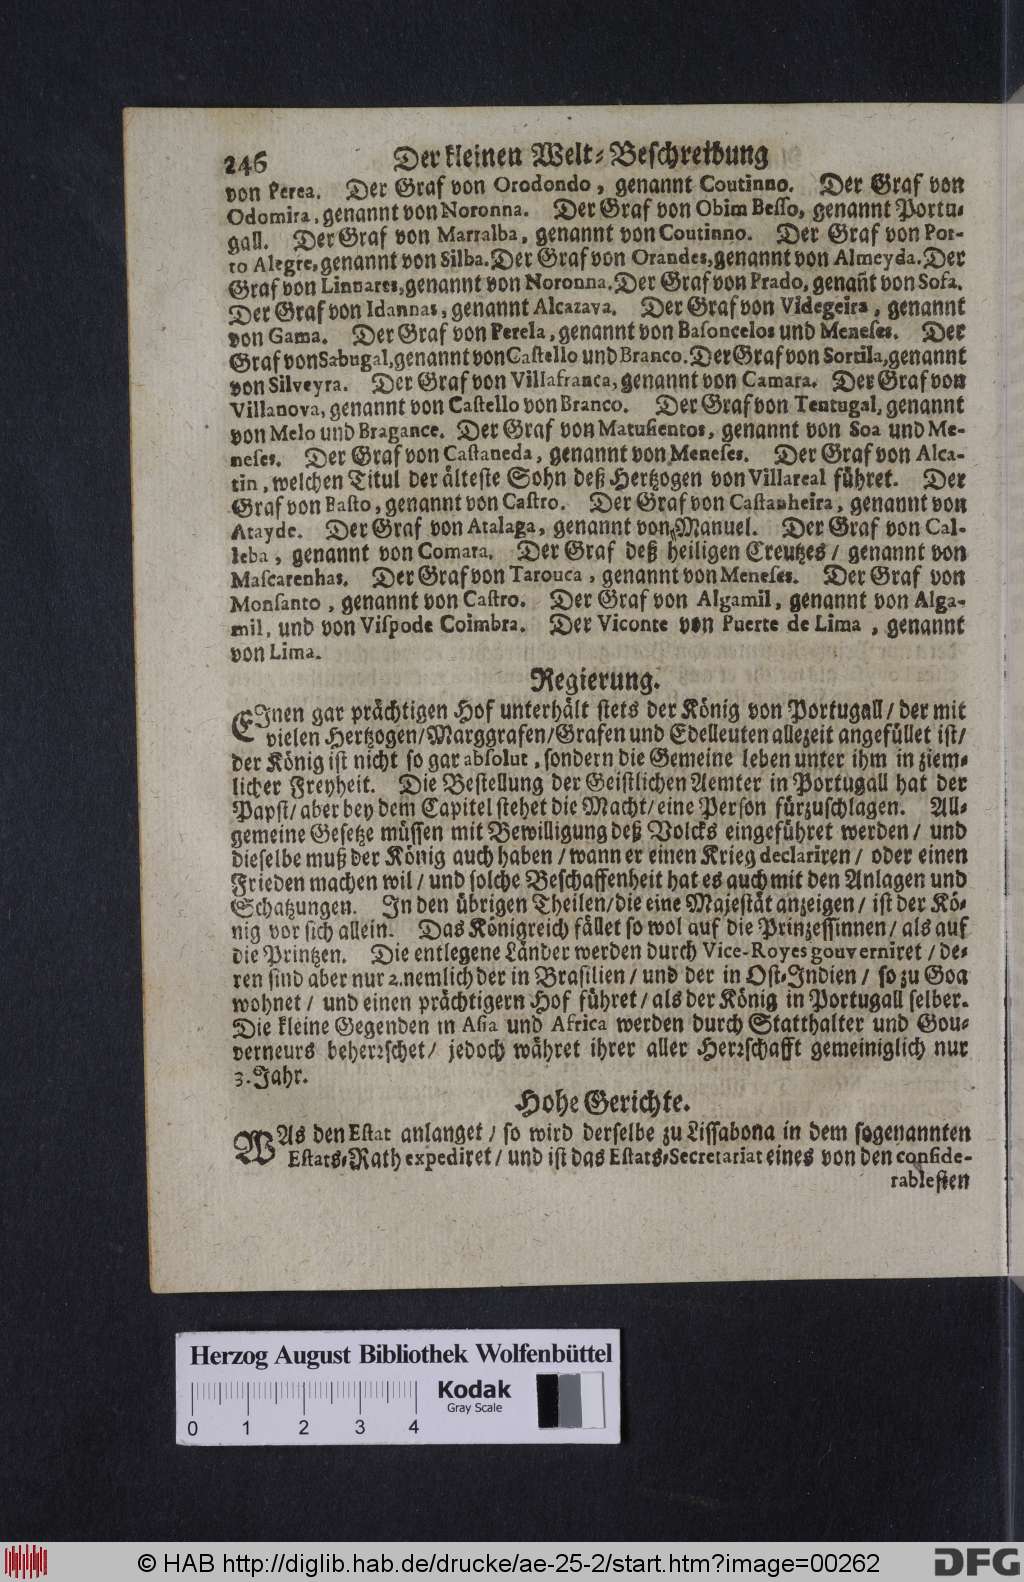 246 Der kleinen Welt-Beschreibung
von Perea. Der Graf von Orodondo, genannt Coutinno. Der Graf von
Odomira, genannt von Noronna. Der Graf von Obim Besso, genannt Portu-
gall. Der Graf von Marralba, genannt von Coutinno. Der Graf von Por-
to Alegre, genannt von Silba. Der Graf von Orandes, genannt von Almeyda. Der
Graf von Linnares, genannt von Noronna. Der Graf von Prado, genañt von Sosa.
Der Graf von Idannas, genannt Alcazava. Der Graf von Videgeira, genannt
von Gama. Der Graf von Perela, genannt von Basoncelos und Meneses. Der
Graf von Sabugal, genannt von Castello und Branco. Der Graf von Sortila, genannt
von Silveyra. Der Graf von Villafranca, genannt von Camara. Der Graf von
Villanova, genannt von Castello von Branco. Der Graf von Tentugal, genannt
von Melo und Bragance. Der Graf von Matusientos, genannt von Soa und Me-
neses. Der Graf von Castaneda, genannt von Meneses. Der Graf von Alca-
tin, welchen Titul der älteste Sohn deß Hertzogen von Villareal führet. Der
Graf von Basto, genannt von Castro. Der Graf von Castanheira, genannt von
Atayde. Der Graf von Atalaga, genannt von Manuel. Der Graf von Cal-
leba, genannt von Comara. Der Graf deß heiligen Creutzes / genannt von
Mascarenhas. Der Graf von Tarouca, genannt von Meneses. Der Graf von
Monsanto, genannt von Castro. Der Graf von Algamil, genannt von Alga-
mil, und von Vispode Coimbra. Der Viconte von Puerte de Lima, genannt
von Lima.
Regierung.
EInen gar prächtigen Hof unterhält stets der König von Portugall / der mit
vielen Hertzogen / Marggrafen / Grafen und Edelleuten allezeit angefüllet ist /
der König ist nicht so gar absolut, sondern die Gemeine leben unter ihm in ziem-
licher Freyheit. Die Bestellung der Geistlichen Aemter in Portugall hat der
Papst / aber bey dem Capitel stehet die Macht / eine Person fürzuschlagen. All-
gemeine Gesetze müssen mit Bewilligung deß Volcks eingeführet werden / und
dieselbe muß der König auch haben / wann er einen Krieg declariren / oder einen
Frieden machen wil / und solche Beschaffenheit hat es auch mit den Anlagen und
Schatzungen. In den übrigen Theilen / die eine Majestät anzeigen / ist der Kö-
nig vor sich allein. Das Königreich fället so wol auf die Prinzessinnen / als auf
die Printzen. Die entlegene Länder werden durch Vice-Royes gouverniret / de-
ren sind aber nur 2. nemlich der in Brasilien / und der in Ost-Indien / so zu Goa
wohnet / und einen prächtigern Hof führet / als der König in Portugall selber.
Die kleine Gegenden in Asia und Africa werden durch Statthalter und Gou-
verneurs beherrschet / jedoch währet ihrer aller Herrschafft gemeiniglich nur
3. Jahr.
Hohe Gerichte.
WAs den Estat anlanget / so wird derselbe zu Lissabona in dem sogenannten
Estats-Rath expediret / und ist das Estats-Secretariat eines von den conside-
rablesten
Herzog August Bibliothek Wolfenbüttel
Kodak
Gray Scale
0 1 2 3 4
© HAB http://diglib.hab.de/drucke/ae-25-2/start.htm?image=00262
DFG